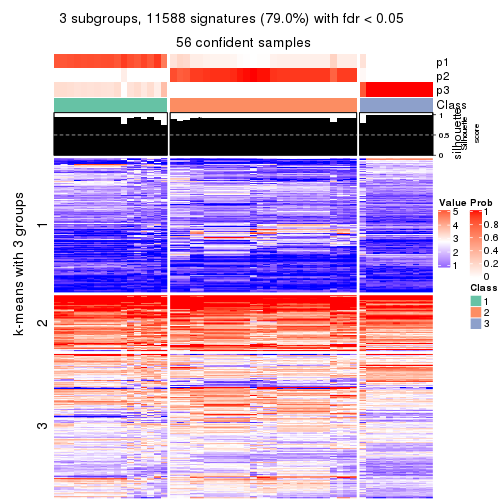 3 subgroups, 11588 signatures (79.0%) with fdr < 0.05
56 confident samples
p1
p2
p3
Class
silhouette
Silhouette
score
1
0.5
0
k-means with 3 groups
1
2
3
Value
5
4
3
2
1
Prob
1
0.8
0.6
0.4
0.2
0
Class
1
2
3